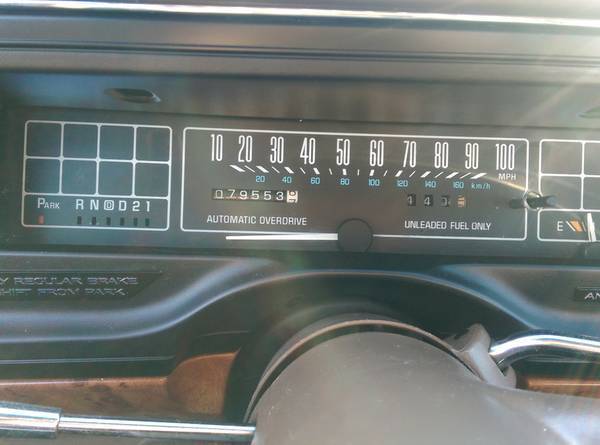 10 20 30 40 50 60 70 80 90 100
MPH
20 40 60 80 100 120 140 160 km/h
079553
AUTOMATIC OVERDRIVE
UNLEADED FUEL ONLY
PARK R N D D 2 1
E
REGULAR BRAKE
SHIFT FROM PARK